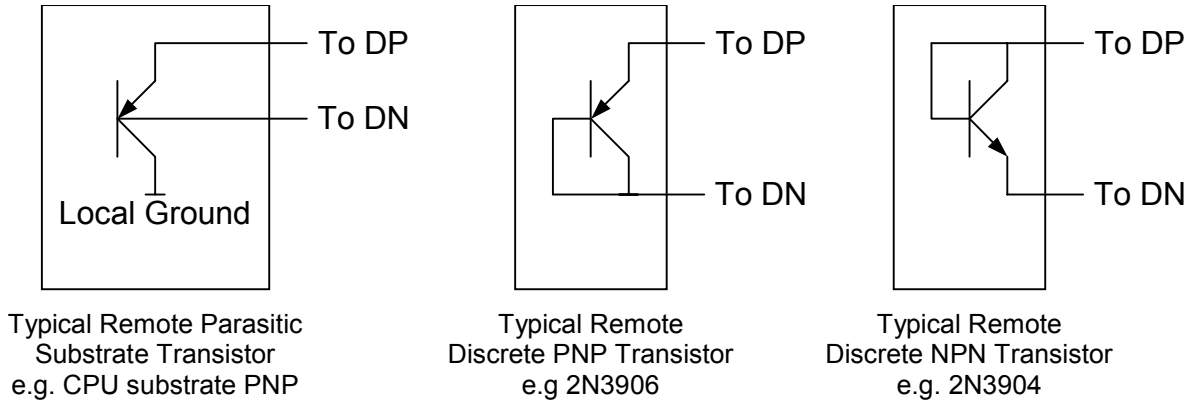 To DP
To DN
Local Ground
Typical Remote Parasitic
Substrate Transistor
e.g. CPU substrate PNP
To DP
To DN
Typical Remote
Discrete PNP Transistor
e.g 2N3906
To DP
To DN
Typical Remote
Discrete NPN Transistor
e.g. 2N3904